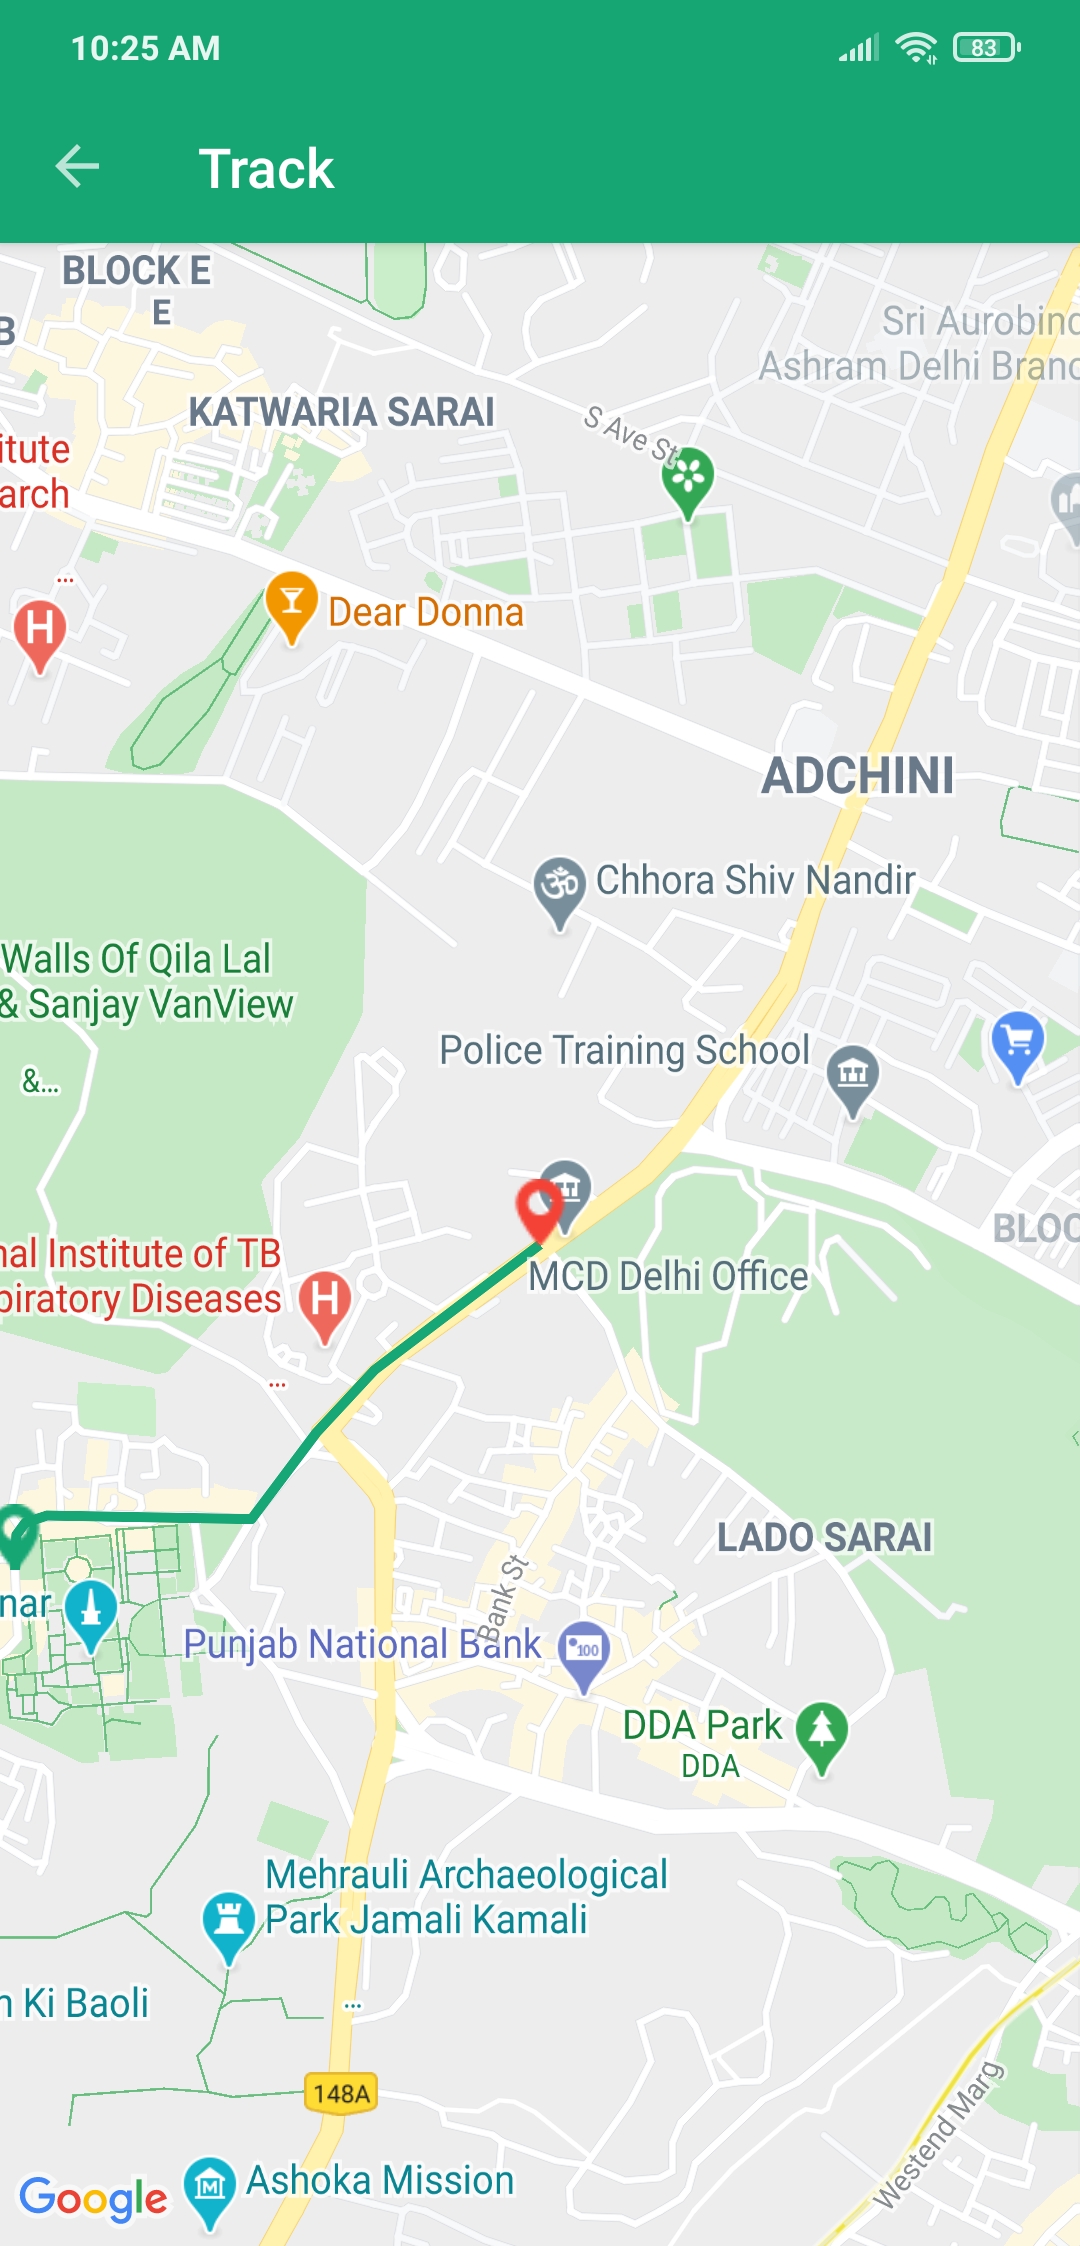 10:25 AM
83
Track
BLOCK E
E
B
Sri Aurobind
Ashram Delhi Branc
KATWARIA SARAI
S Ave St
itute
arch
...
H
Dear Donna
ADCHINI
ॐ
Chhora Shiv Nandir
Walls Of Qila Lal
& Sanjay VanView
&...
Police Training School
BLOC
nal Institute of TB
piratory Diseases
H
...
MCD Delhi Office
LADO SARAI
Bank St
nar
Punjab National Bank
100
DDA Park
DDA
Mehrauli Archaeological
Park Jamali Kamali
...
n Ki Baoli
148A
Westend Marg
Google
M
Ashoka Mission